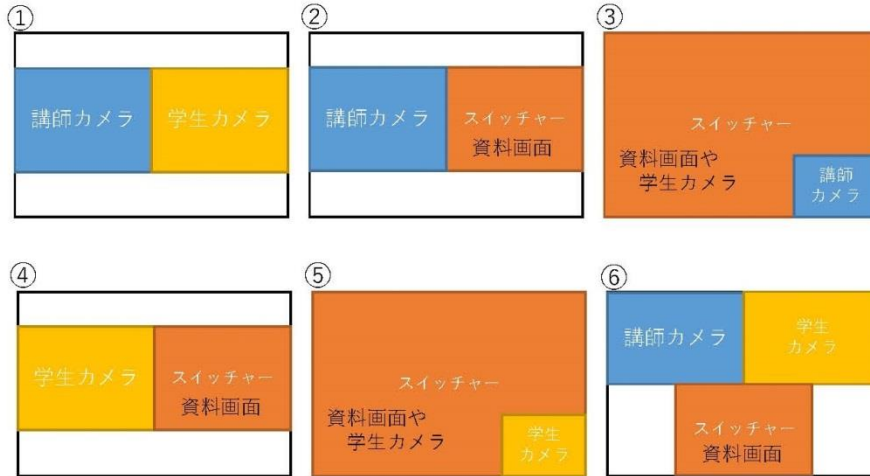 ①
講師カメラ
学生カメラ
②
講師カメラ
スイッチャー
資料画面
③
スイッチャー
資料画面や
学生カメラ
講師
カメラ
④
学生カメラ
スイッチャー
資料画面
⑤
スイッチャー
資料画面や
学生カメラ
学生
カメラ
⑥
講師カメラ
学生
カメラ
スイッチャー
資料画面